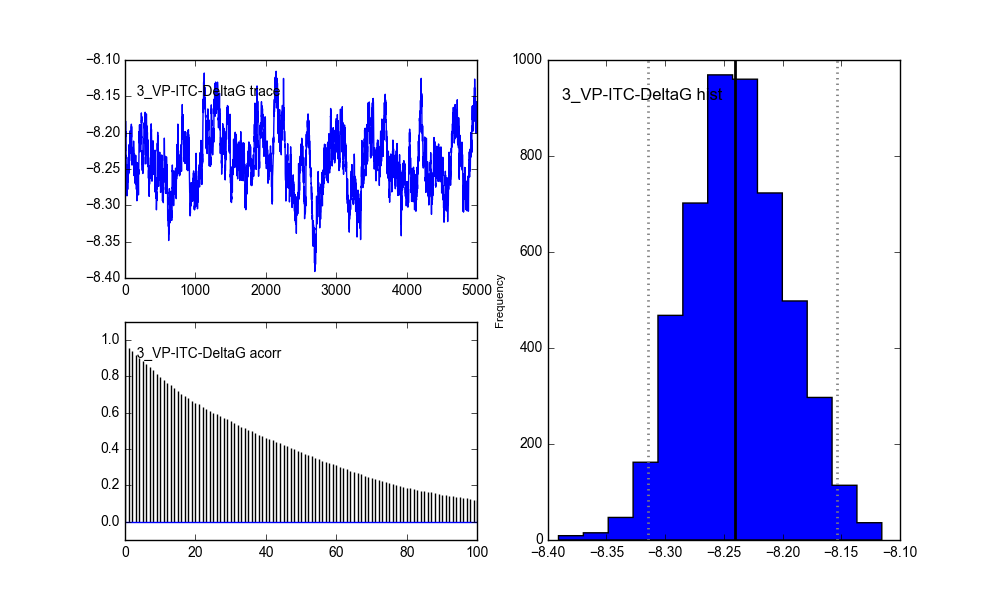 3_VP-ITC-DeltaG trace
−8.10
−8.15
−8.20
−8.25
−8.30
−8.35
−8.40
0 1000 2000 3000 4000 5000
3_VP-ITC-DeltaG acorr
1.0
0.8
0.6
0.4
0.2
0.0
0 20 40 60 80 100
3_VP-ITC-DeltaG hist
Frequency
1000
800
600
400
200
0
−8.40 −8.35 −8.30 −8.25 −8.20 −8.15 −8.10